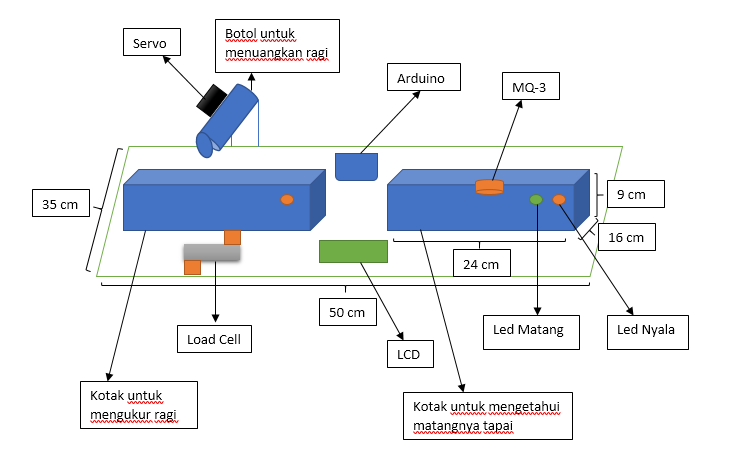 Botol untuk
menuangkan ragi
Servo
Arduino
MQ-3
35 cm
9 cm
16 cm
24 cm
50 cm
Led Matang
Led Nyala
Load Cell
LCD
Kotak untuk
mengukur ragi
Kotak untuk mengetahui
matangnya tapai